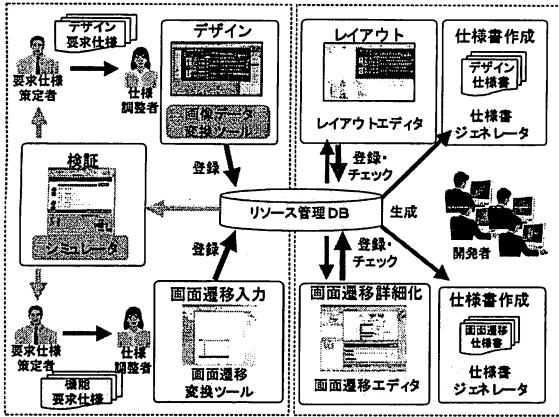 デザイン
要求仕様
要求仕様
策定者
仕様
調整者
デザイン
画像データ
変換ツール
レイアウト
レイアウトエディタ
仕様書作成
デザイン
仕様書
仕様書
ジェネレータ
検証
シミュレータ
登録
登録・
チェック
リソース管理DB
生成
登録
登録・
チェック
開発者
要求仕様
策定者
仕様
調整者
機能
要求仕様
画面遷移入力
画面遷移
変換ツール
画面遷移詳細化
画面遷移エディタ
仕様書作成
画面遷移
仕様書
仕様書
ジェネレータ